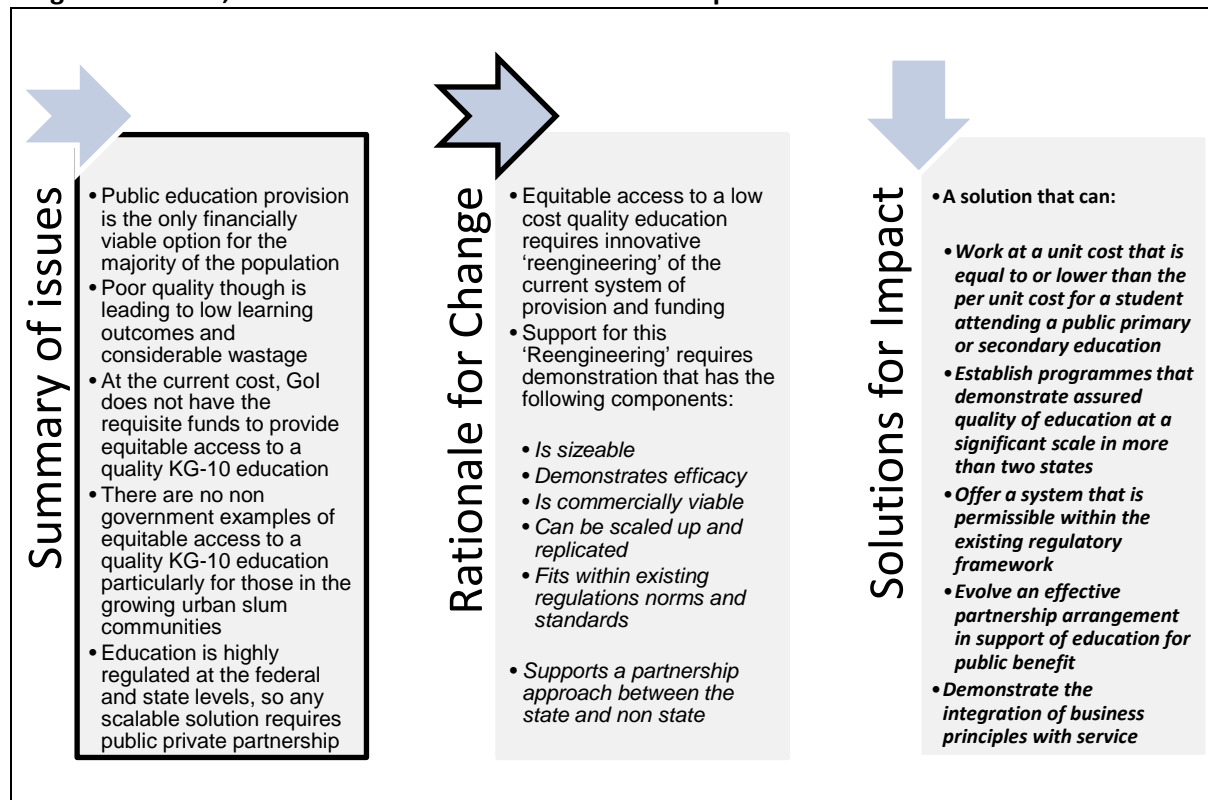 Summary of issues
• Public education provision
is the only financially
viable option for the
majority of the population
• Poor quality though is
leading to low learning
outcomes and
considerable wastage
• At the current cost, GoI
does not have the
requisite funds to provide
equitable access to a
quality KG-10 education
• There are no non
government examples of
equitable access to a
quality KG-10 education
particularly for those in the
growing urban slum
communities
• Education is highly
regulated at the federal
and state levels, so any
scalable solution requires
public private partnership
Rationale for Change
• Equitable access to a low
cost quality education
requires innovative
‘reengineering’ of the
current system of
provision and funding
• Support for this
‘Reengineering’ requires
demonstration that has the
following components:
• Is sizeable
• Demonstrates efficacy
• Is commercially viable
• Can be scaled up and
replicated
• Fits within existing
regulations norms and
standards
• Supports a partnership
approach between the
state and non state
Solutions for Impact
• A solution that can:
• Work at a unit cost that is
equal to or lower than the
per unit cost for a student
attending a public primary
or secondary education
• Establish programmes that
demonstrate assured
quality of education at a
significant scale in more
than two states
• Offer a system that is
permissible within the
existing regulatory
framework
• Evolve an effective
partnership arrangement
in support of education for
public benefit
• Demonstrate the
integration of business
principles with service